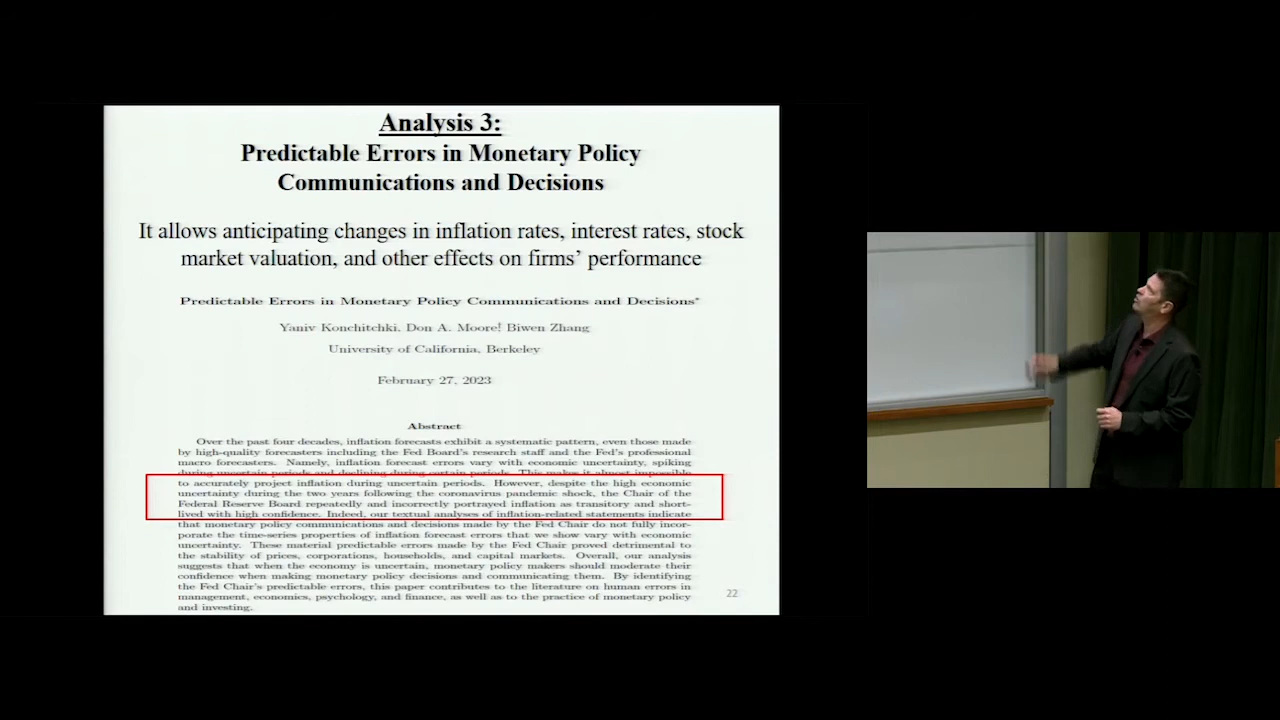 Analysis 3:
Predictable Errors in Monetary Policy
Communications and Decisions
It allows anticipating changes in inflation rates, interest rates, stock
market valuation, and other effects on firms' performance
Predictable Errors in Monetary Policy Communications and Decisions*
Yaniv Konchitchki, Don A. Moore, Biwen Zhang
University of California, Berkeley
February 27, 2023
Abstract
Over the past four decades, inflation forecasts exhibit a systematic pattern, even those made
by high-quality forecasters including the Fed Board's research staff and the Fed's professional
macro forecasters. Namely, inflation forecast errors vary with economic uncertainty, spiking
during uncertain periods and declining during certain periods. This makes it almost impossible
to accurately project inflation during uncertain periods. However, despite the high economic
uncertainty during the two years following the coronavirus pandemic shock, the Chair of the
Federal Reserve Board repeatedly and incorrectly portrayed inflation as transitory and short-
lived with high confidence. Indeed, our textual analyses of inflation-related statements indicate
that monetary policy communications and decisions made by the Fed Chair do not fully incor-
porate the time-series properties of inflation forecast errors that we show vary with economic
uncertainty. These material predictable errors made by the Fed Chair proved detrimental to
the stability of prices, corporations, households, and capital markets. Overall, our analysis
suggests that when the economy is uncertain, monetary policy makers should moderate their
confidence when making monetary policy decisions and communicating them. By identifying
the Fed Chair's predictable errors, this paper contributes to the literature on human errors in
management, economics, psychology, and finance, as well as to the practice of monetary policy
and investing.
22